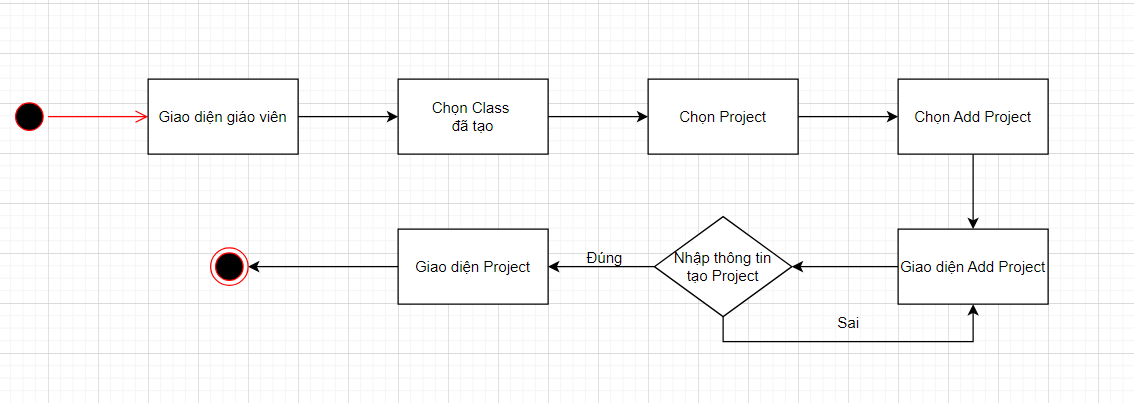 Giao diện giáo viên
Chọn Class
đã tạo
Chọn Project
Chọn Add Project
Giao diện Add Project
Nhập thông tin
tạo Project
Đúng
Giao diện Project
Sai